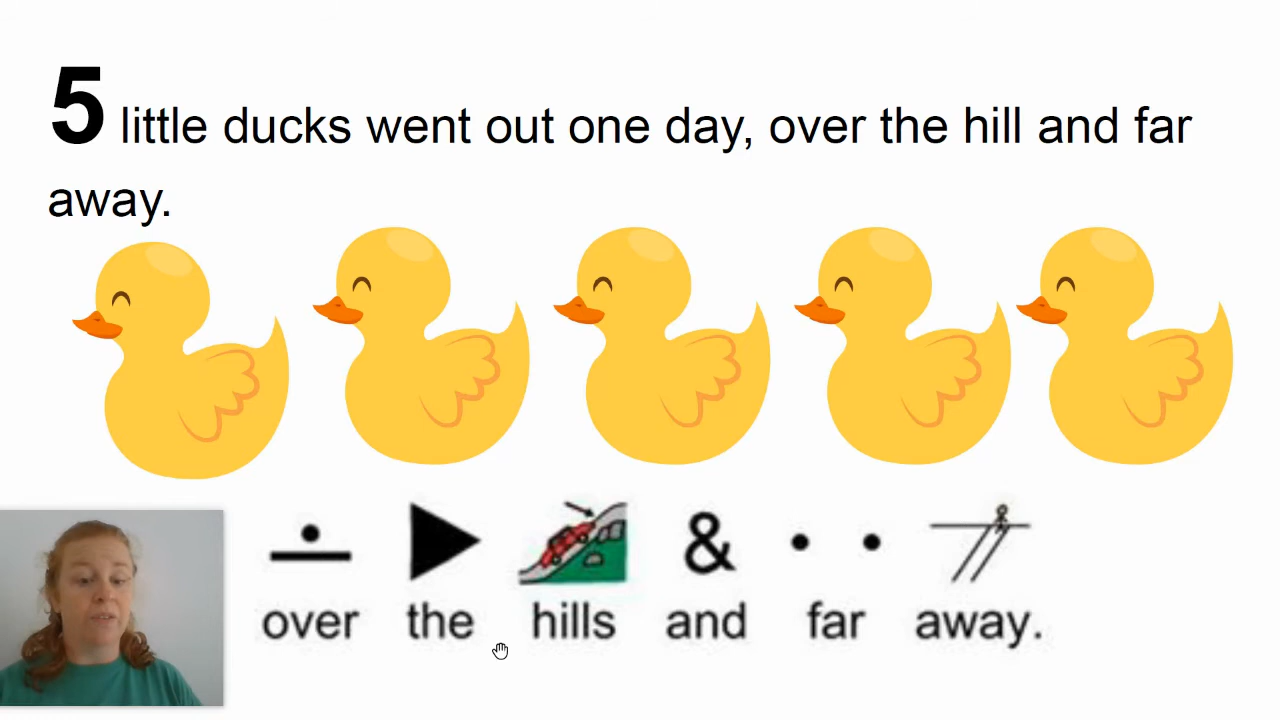 5 little ducks went out one day, over the hill and far
away.
&
over the hills and far away.